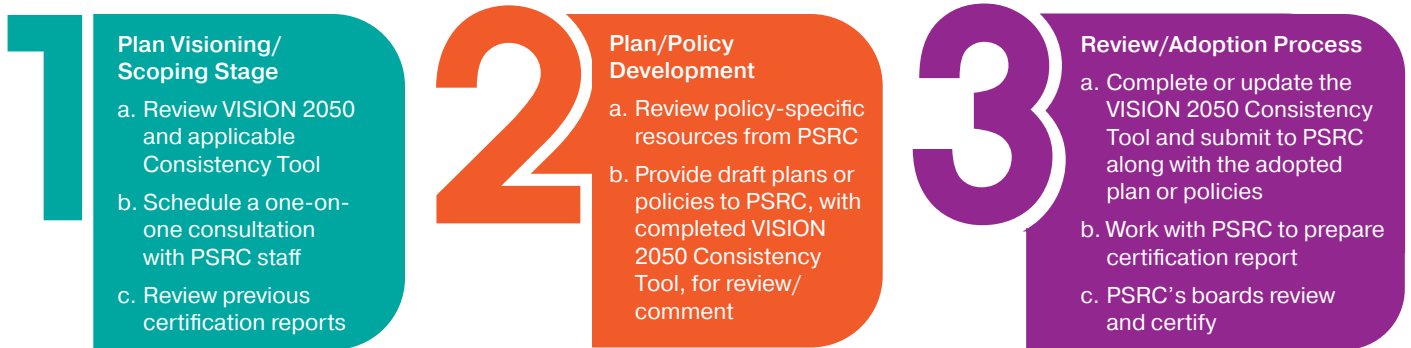 1
Plan Visioning/
Scoping Stage
a. Review VISION 2050
and applicable
Consistency Tool
b. Schedule a one-on-
one consultation
with PSRC staff
c. Review previous
certification reports
2
Plan/Policy
Development
a. Review policy-specific
resources from PSRC
b. Provide draft plans or
policies to PSRC, with
completed VISION
2050 Consistency
Tool, for review/
comment
3
Review/Adoption Process
a. Complete or update the
VISION 2050 Consistency
Tool and submit to PSRC
along with the adopted
plan or policies
b. Work with PSRC to prepare
certification report
c. PSRC's boards review
and certify